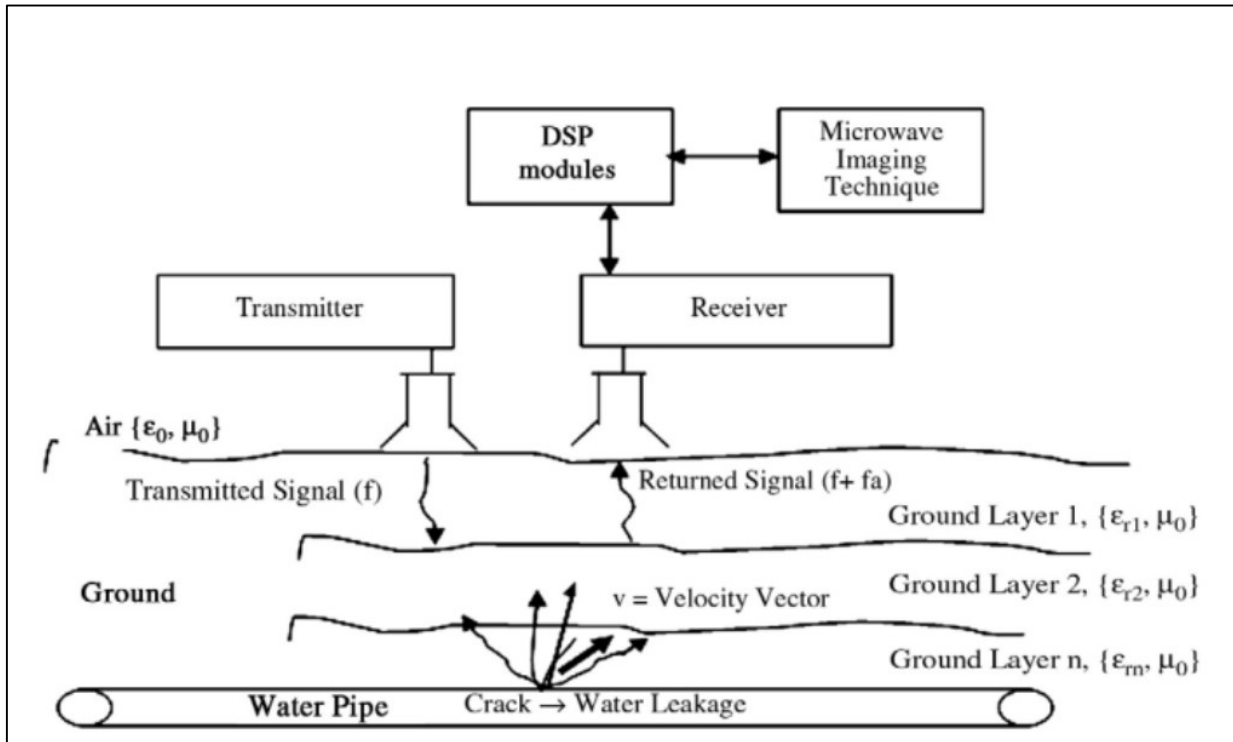 DSP
modules
Microwave
Imaging
Technique
Transmitter
Receiver
Air {ε₀, μ₀}
Transmitted Signal (f)
Returned Signal (f+ fa)
Ground Layer 1, {εr1, μ₀}
Ground
v = Velocity Vector
Ground Layer 2, {εr2, μ₀}
Ground Layer n, {εrn, μ₀}
Water Pipe
Crack → Water Leakage